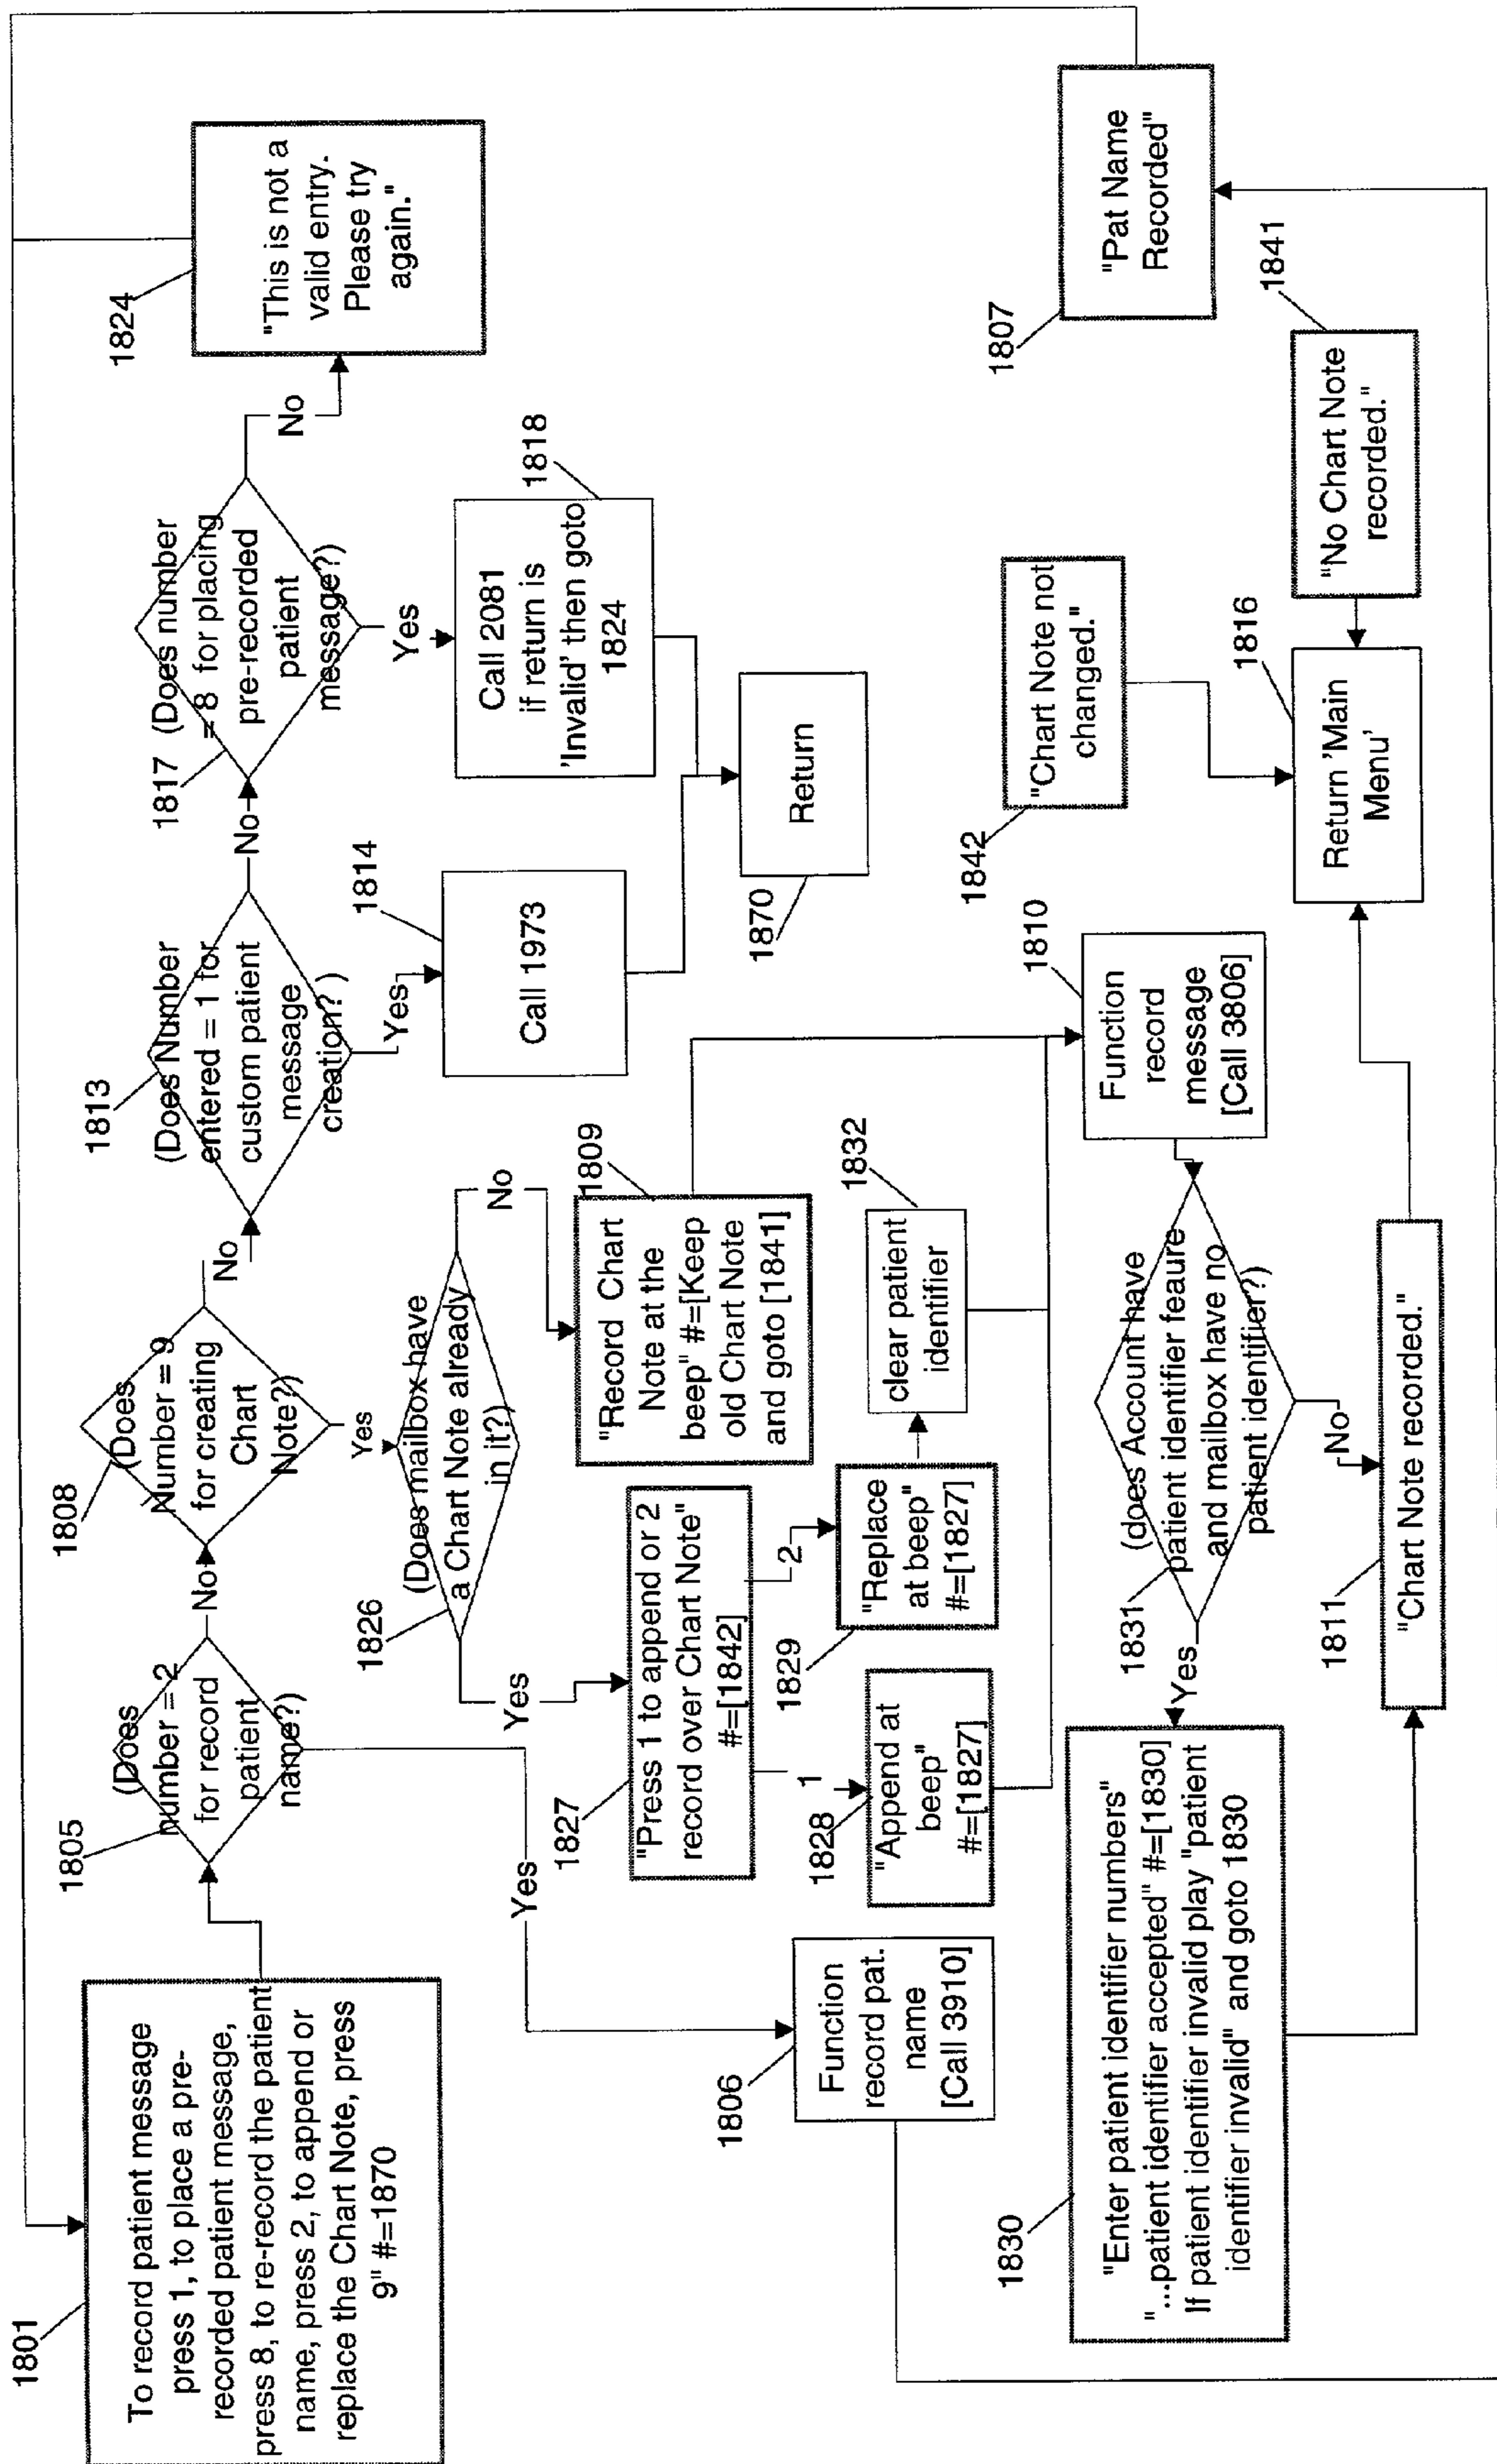 1801
To record patient message
press 1, to place a pre-
recorded patient message,
press 8, to re-record the patient
name, press 2, to append or
replace the Chart Note, press
9" #=1870
1805
(Does
number = 2
for record
patient
name?)
No
Yes
1808
(Does
Number = 9
for creating
Chart
Note?)
No
Yes
1813
(Does Number
entered = 1 for
custom patient
message
creation? )
No
Yes
1817
(Does number
= 8 for placing
pre-recorded
patient
message?)
No
Yes
1824
"This is not a
valid entry.
Please try
again."
1826
(Does mailbox have
a Chart Note already
in it?)
Yes
No
1814
Call 1973
1818
Call 2081
if return is
'Invalid' then goto
1824
1827
"Press 1 to append or 2
record over Chart Note"
#=[1842]
1
2
1809
"Record Chart
Note at the
beep" #=[Keep
old Chart Note
and goto [1841]
1870
Return
1806
Function
record pat.
name
[Call 3910]
1828
"Append at
beep"
#=[1827]
1829
"Replace
at beep"
#=[1827]
1832
clear patient
identifier
1842
"Chart Note not
changed."
1807
"Pat Name
Recorded"
1830
"Enter patient identifier numbers"
"...patient identifier accepted" #=[1830]
If patient identifier invalid play "patient
identifier invalid" and goto 1830
1831
(does Account have
patient identifier feaure
and mailbox have no
patient identifier?)
Yes
No
1810
Function
record
message
[Call 3806]
1816
Return 'Main
Menu'
1841
"No Chart Note
recorded."
1811
"Chart Note recorded."